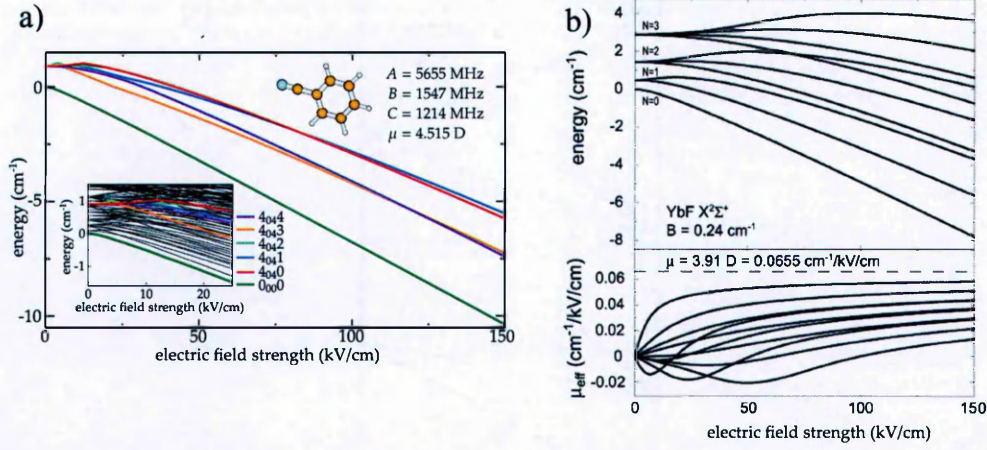 a)
A = 5655 MHz
B = 1547 MHz
C = 1214 MHz
μ = 4.515 D
energy (cm⁻¹)
0
-5
-10
0
50
100
150
electric field strength (kV/cm)
energy (cm⁻¹)
1
0
-1
0
10
20
electric field strength (kV/cm)
4₀₄4
4₀₄3
4₀₄2
4₀₄1
4₀₄0
0₀₀0
b)
energy (cm⁻¹)
4
2
0
-2
-4
-6
-8
N=3
N=2
N=1
N=0
YbF X²Σ⁺
B = 0.24 cm⁻¹
μ = 3.91 D = 0.0655 cm⁻¹/kV/cm
μeff (cm⁻¹/kV/cm)
0.06
0.04
0.02
0
-0.02
0
50
100
150
electric field strength (kV/cm)